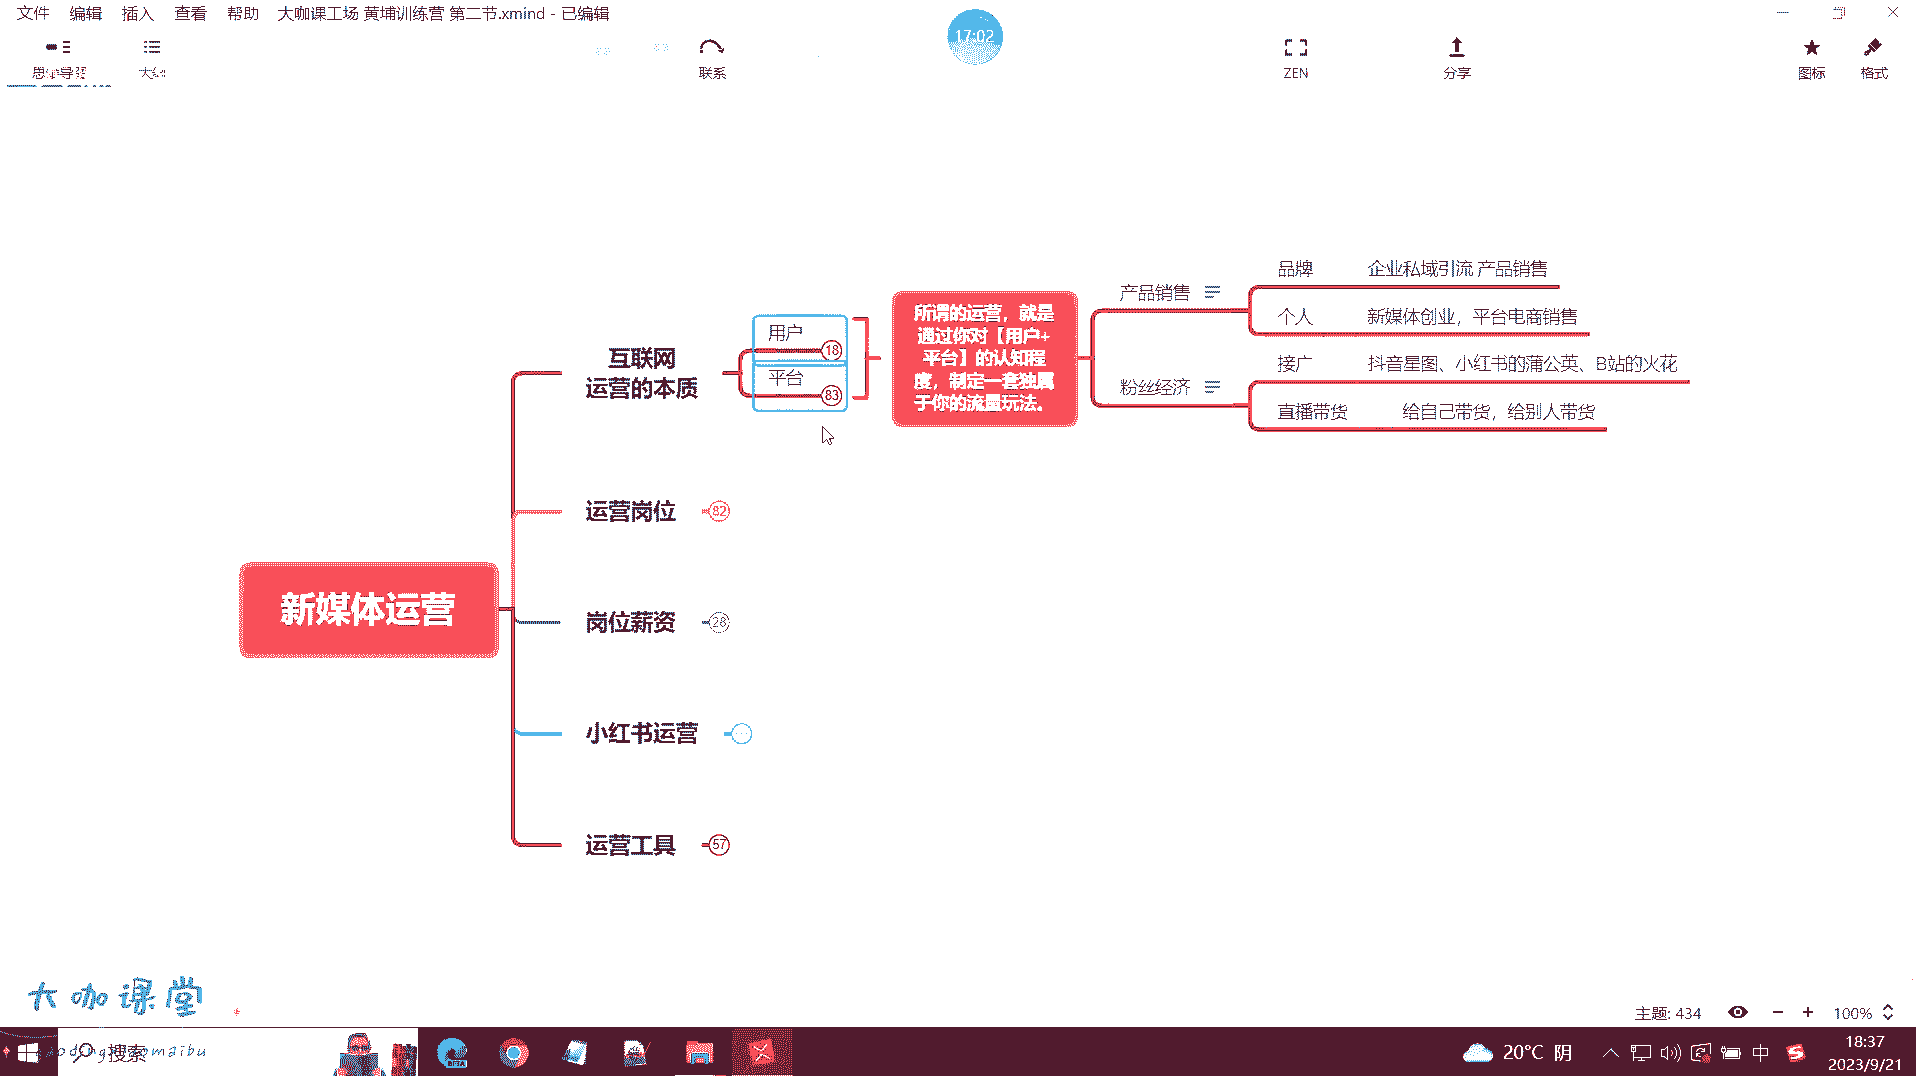 文件 编辑 插入 查看 帮助 大咖课工场 黄埔训练营 第二节.xmind - 已编辑
17:02
思维导图
大纲
联系
ZEN
分享
图标
格式
品牌 企业私域引流 产品销售
产品销售
个人 新媒体创业，平台电商销售
接广 抖音星图、小红书的蒲公英、B站的火花
粉丝经济
直播带货 给自己带货，给别人带货
所谓的运营，就是
通过你对【用户+
平台】的认知程
度，制定一套独属
于你的流量玩法。
用户
18
平台
83
互联网
运营的本质
运营岗位
82
新媒体运营
岗位薪资
28
小红书运营
运营工具
57
大咖课堂
主题: 434
100%
搜索
20°C 阴
中
18:37
2023/9/21